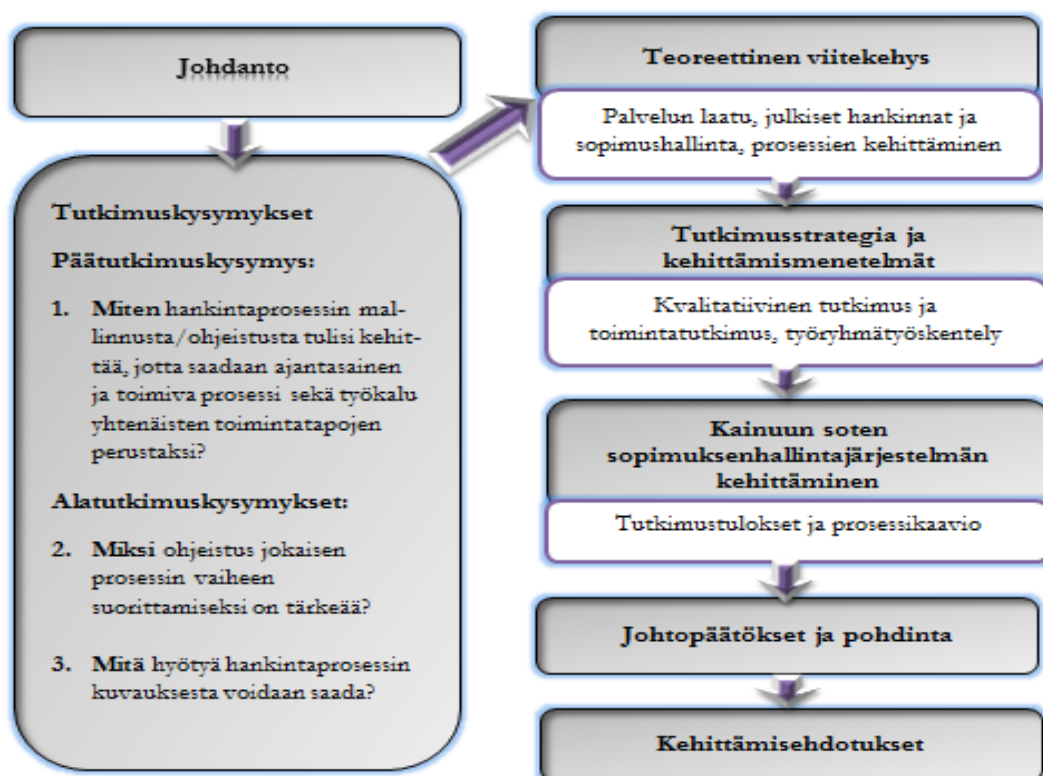 Johdanto
Tutkimuskysymykset
Päätutkimuskysymys:
1. Miten hankintaprosessin mal-
linnusta/ohjeistusta tulisi kehit-
tää, jotta saadaan ajantasainen
ja toimiva prosessi sekä työkalu
yhtenäisten toimintatapojen
perustaksi?
Alatutkimuskysymykset:
2. Miksi ohjeistus jokaisen
prosessin vaiheen
suorittamiseksi on tärkeää?
3. Mitä hyötyä hankintaprosessin
kuvauksesta voidaan saada?
Teoreettinen viitekehys
Palvelun laatu, julkiset hankinnat ja
sopimushallinta, prosessien kehittäminen
Tutkimusstrategia ja
kehittämismenetelmät
Kvalitatiivinen tutkimus ja
toimintatutkimus, työryhmätyöskentely
Kainuun soten
sopimuksenhallintajärjestelmän
kehittäminen
Tutkimustulokset ja prosessikaavio
Johtopäätökset ja pohdinta
Kehittämisehdotukset